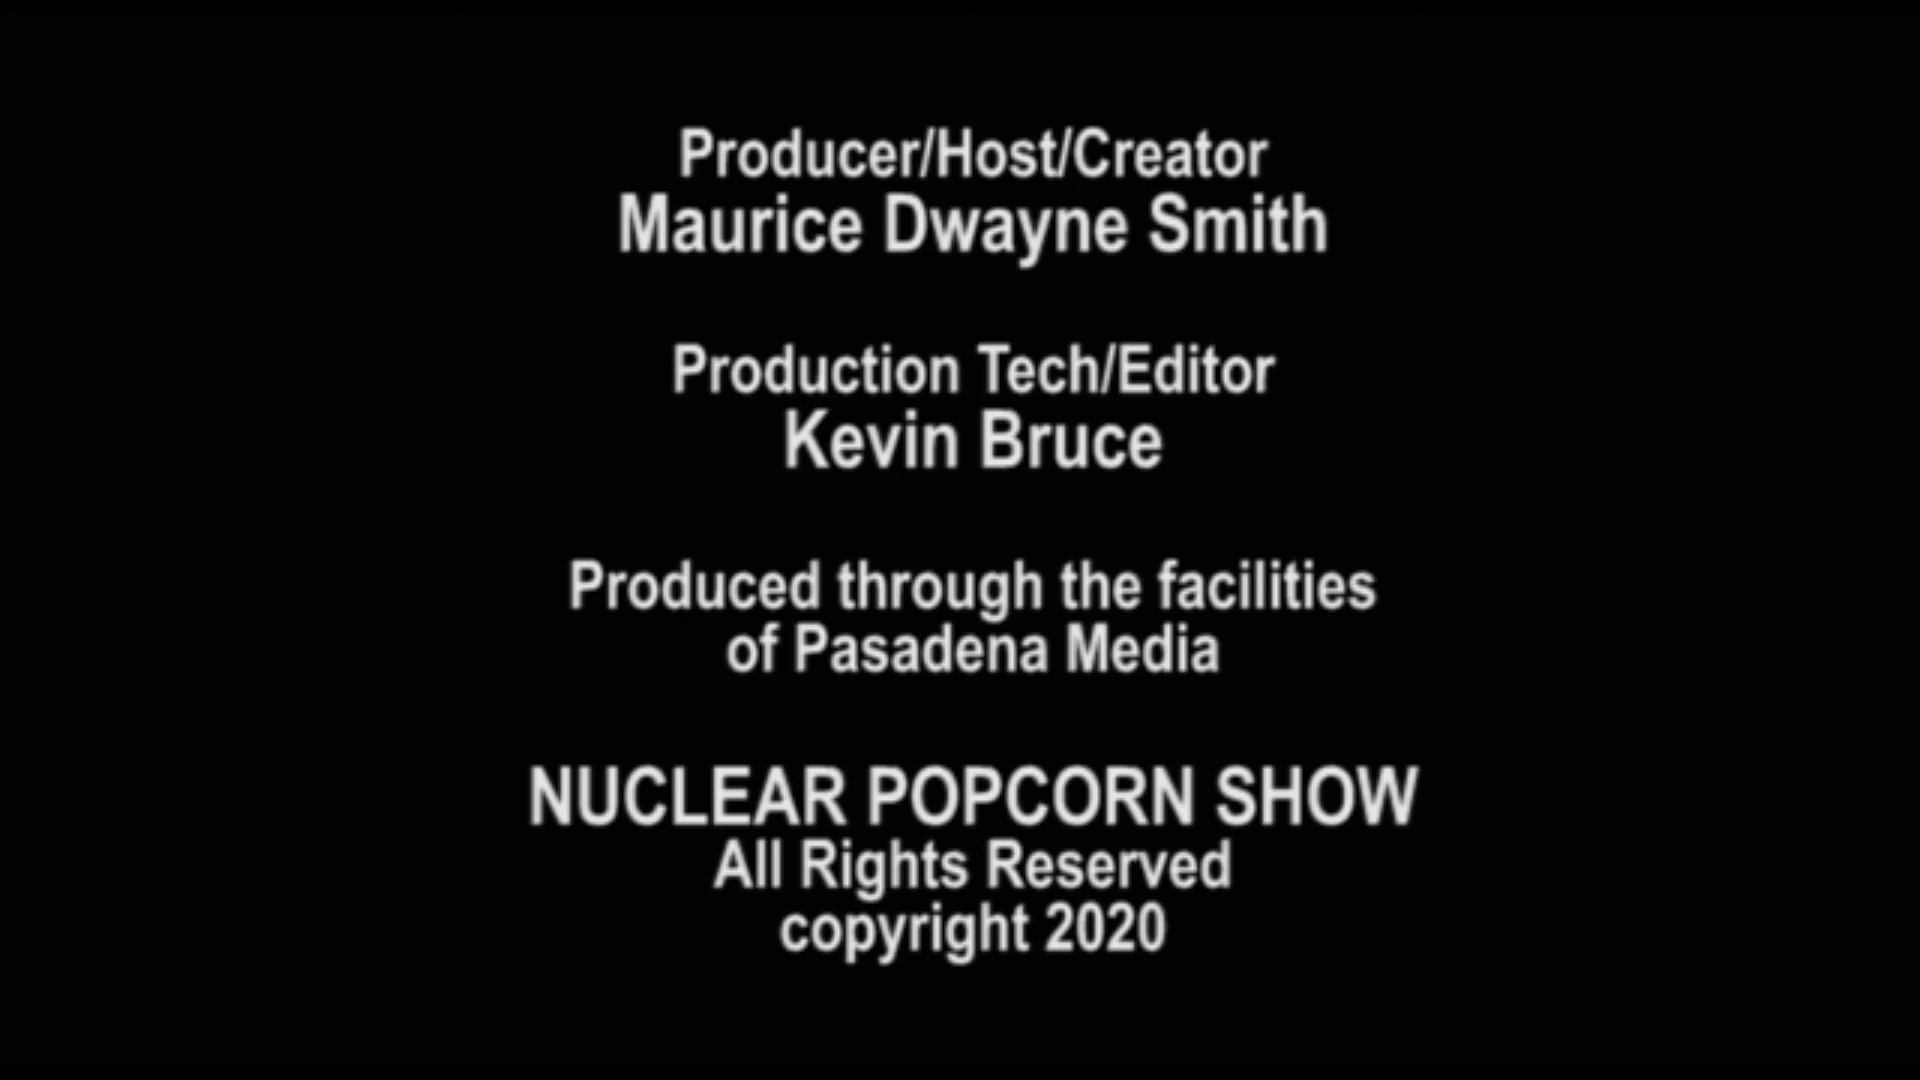 Producer/Host/Creator
Maurice Dwayne Smith
Production Tech/Editor
Kevin Bruce
Produced through the facilities
of Pasadena Media
NUCLEAR POPCORN SHOW
All Rights Reserved
copyright 2020